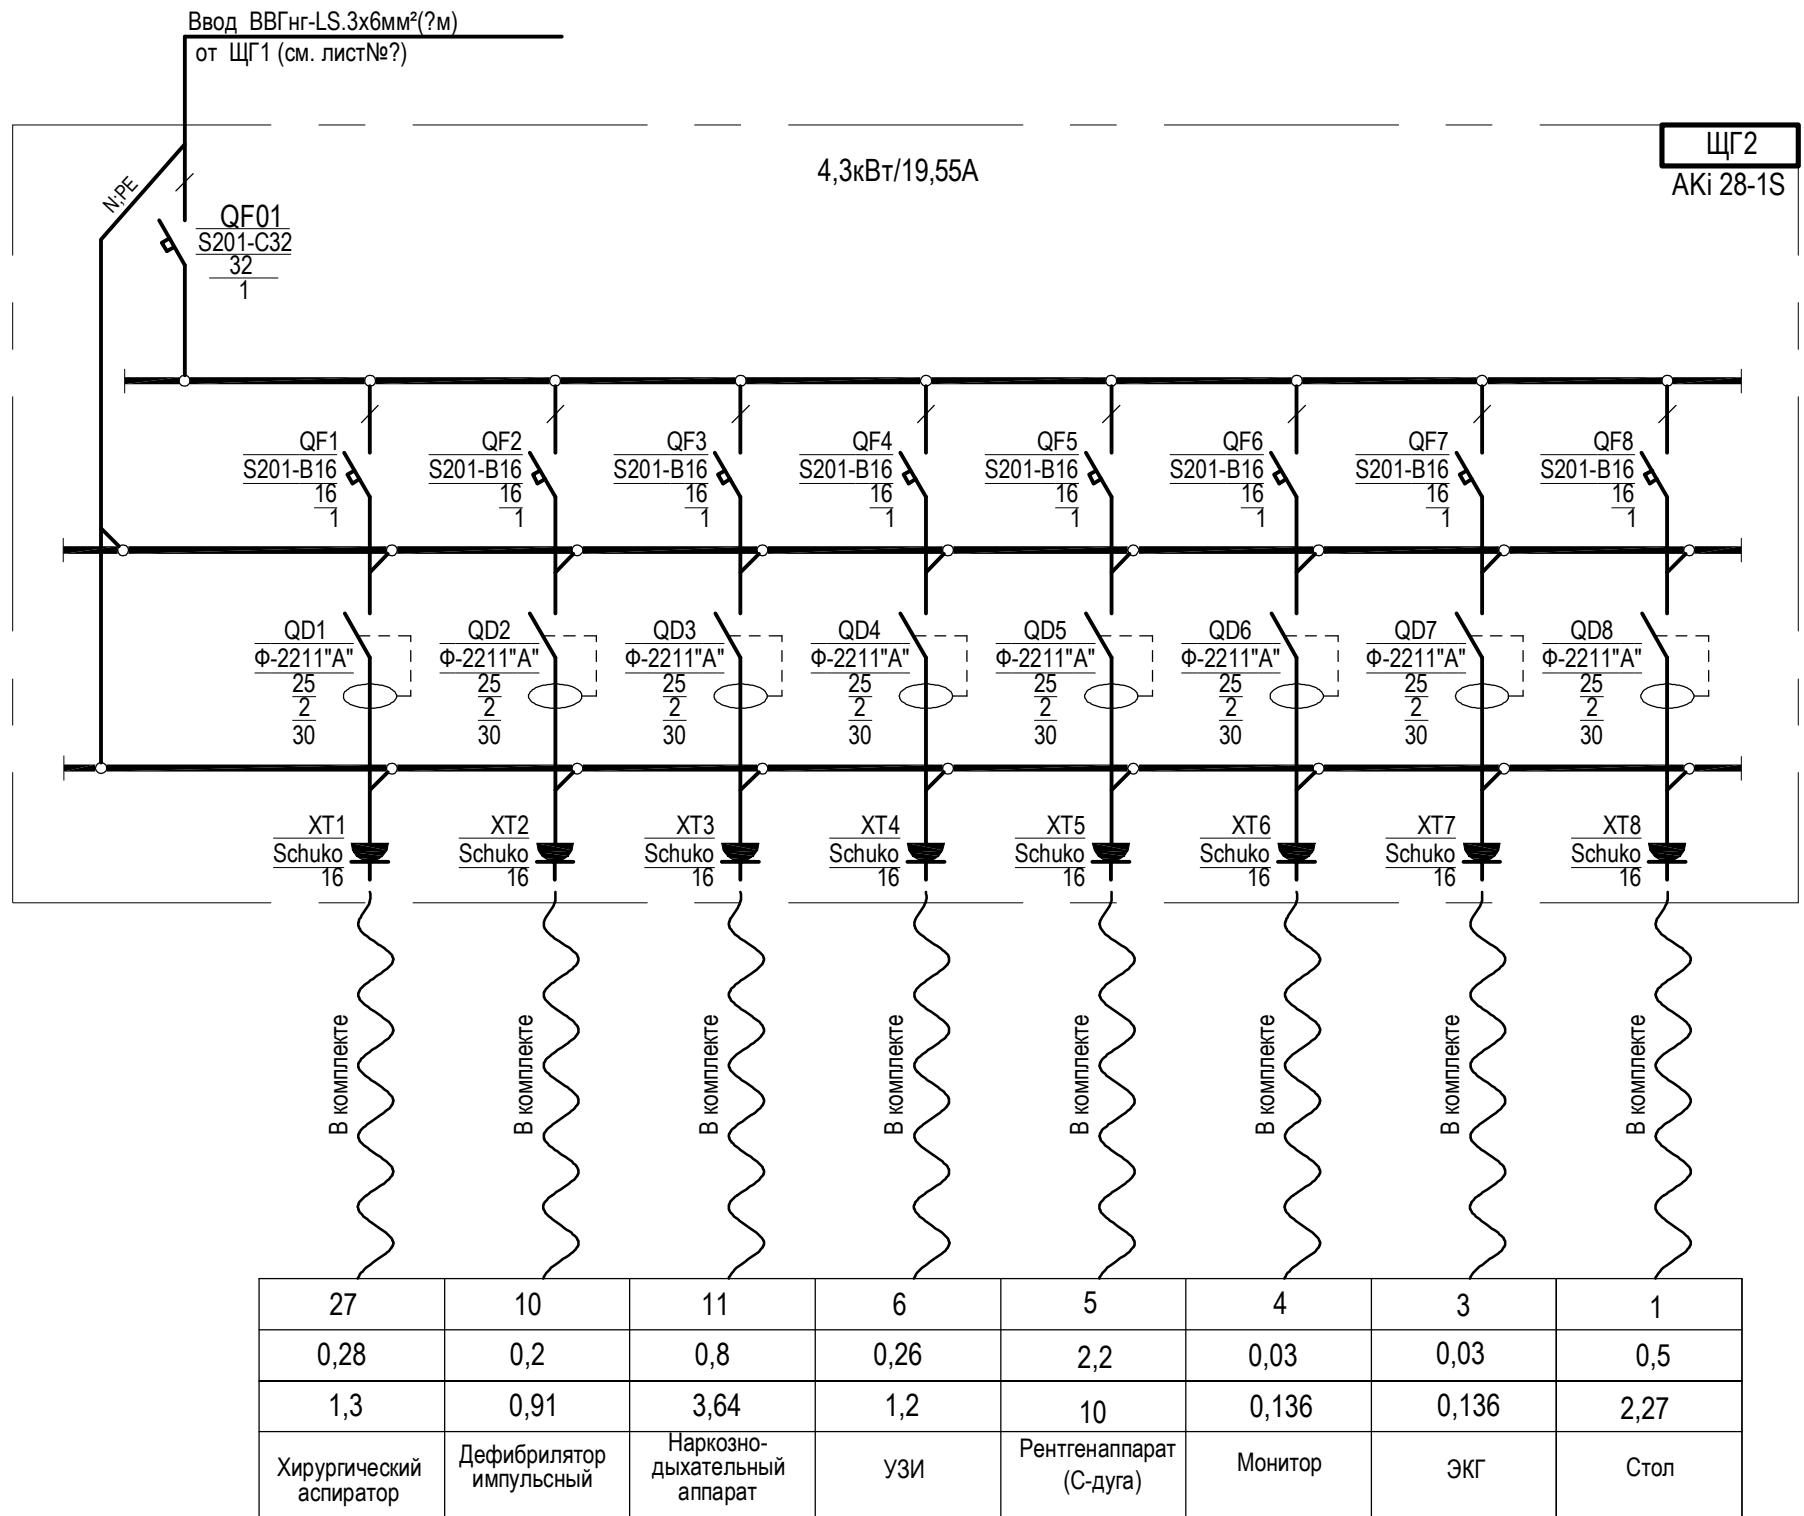 Ввод ВВГнг-LS.3x6мм²(?м)
от ЩГ1 (см. лист№?)
4,3кВт/19,55А
ЩГ2
AKi 28-1S
N;PE
QF01
S201-C32
32
1
QF1 QF2 QF3 QF4 QF5 QF6 QF7 QF8
S201-B16 S201-B16 S201-B16 S201-B16 S201-B16 S201-B16 S201-B16 S201-B16
16 16 16 16 16 16 16 16
1 1 1 1 1 1 1 1
QD1 QD2 QD3 QD4 QD5 QD6 QD7 QD8
Ф-2211"А" Ф-2211"А" Ф-2211"А" Ф-2211"А" Ф-2211"А" Ф-2211"А" Ф-2211"А" Ф-2211"А"
25 25 25 25 25 25 25 25
2 2 2 2 2 2 2 2
30 30 30 30 30 30 30 30
XT1 XT2 XT3 XT4 XT5 XT6 XT7 XT8
Schuko Schuko Schuko Schuko Schuko Schuko Schuko Schuko
16 16 16 16 16 16 16 16
В комплекте В комплекте В комплекте В комплекте В комплекте В комплекте В комплекте В комплекте
27 10 11 6 5 4 3 1
0,28 0,2 0,8 0,26 2,2 0,03 0,03 0,5
1,3 0,91 3,64 1,2 10 0,136 0,136 2,27
Хирургический
аспиратор
Дефибрилятор
импульсный
Наркозно-
дыхательный
аппарат
УЗИ
Рентгенаппарат
(С-дуга)
Монитор
ЭКГ
Стол